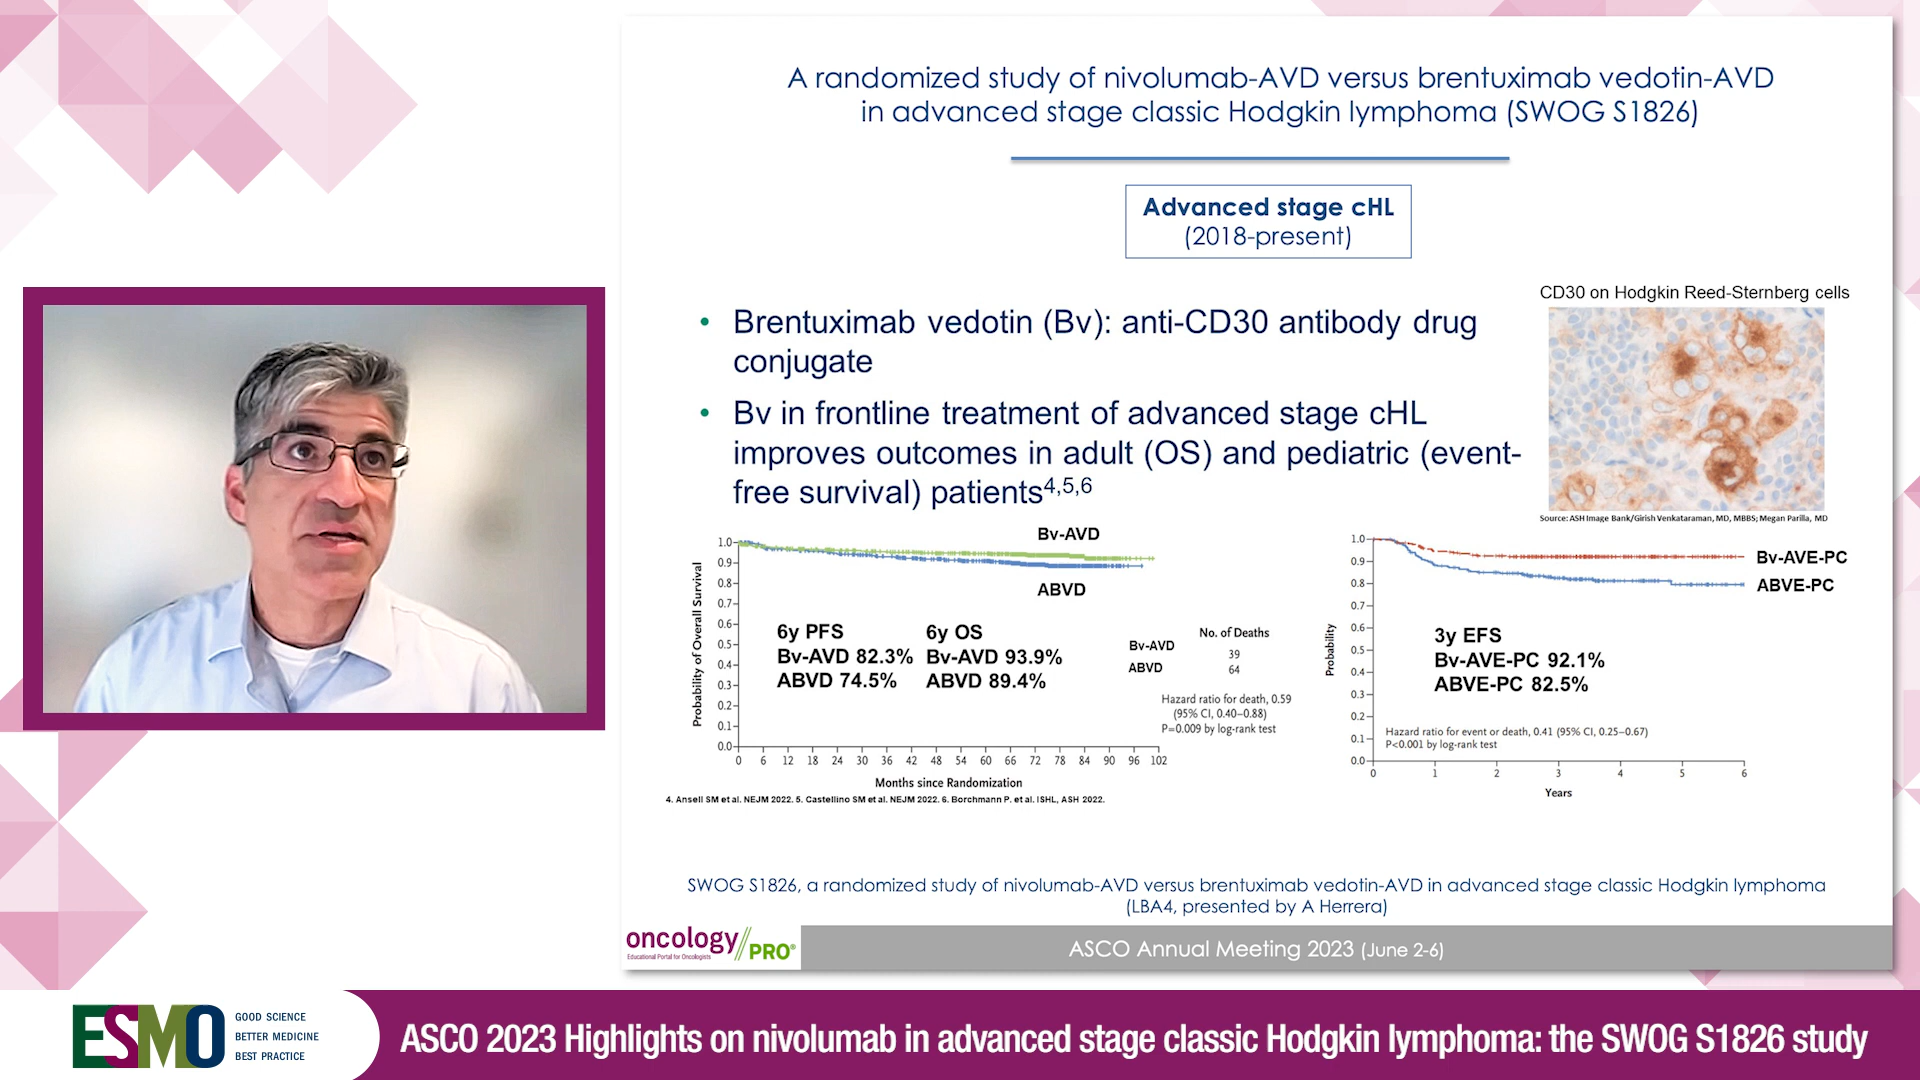 A randomized study of nivolumab-AVD versus brentuximab vedotin-AVD
in advanced stage classic Hodgkin lymphoma (SWOG S1826)
Advanced stage cHL
(2018-present)
• Brentuximab vedotin (Bv): anti-CD30 antibody drug
conjugate
• Bv in frontline treatment of advanced stage cHL
improves outcomes in adult (OS) and pediatric (event-
free survival) patients4,5,6
CD30 on Hodgkin Reed-Sternberg cells
Source: ASH Image Bank/Girish Venkataraman, MD, MBBS; Megan Parilla, MD
Probability of Overall Survival
1.0
0.9
0.8
0.7
0.6
0.5
0.4
0.3
0.2
0.1
0.0
Bv-AVD
ABVD
6y PFS
Bv-AVD 82.3%
ABVD 74.5%
6y OS
Bv-AVD 93.9%
ABVD 89.4%
No. of Deaths
Bv-AVD 39
ABVD 64
Hazard ratio for death, 0.59
(95% CI, 0.40–0.88)
P=0.009 by log-rank test
0 6 12 18 24 30 36 42 48 54 60 66 72 78 84 90 96 102
Months since Randomization
Probability
1.0
0.9
0.8
0.7
0.6
0.5
0.4
0.3
0.2
0.1
0.0
Bv-AVE-PC
ABVE-PC
3y EFS
Bv-AVE-PC 92.1%
ABVE-PC 82.5%
Hazard ratio for event or death, 0.41 (95% CI, 0.25–0.67)
P<0.001 by log-rank test
0 1 2 3 4 5 6
Years
4. Ansell SM et al. NEJM 2022. 5. Castellino SM et al. NEJM 2022. 6. Borchmann P. et al. ISHL, ASH 2022.
SWOG S1826, a randomized study of nivolumab-AVD versus brentuximab vedotin-AVD in advanced stage classic Hodgkin lymphoma
(LBA4, presented by A Herrera)
oncology//PRO®
Educational Portal for Oncologists
ASCO Annual Meeting 2023 (June 2-6)
ESMO
GOOD SCIENCE
BETTER MEDICINE
BEST PRACTICE
ASCO 2023 Highlights on nivolumab in advanced stage classic Hodgkin lymphoma: the SWOG S1826 study